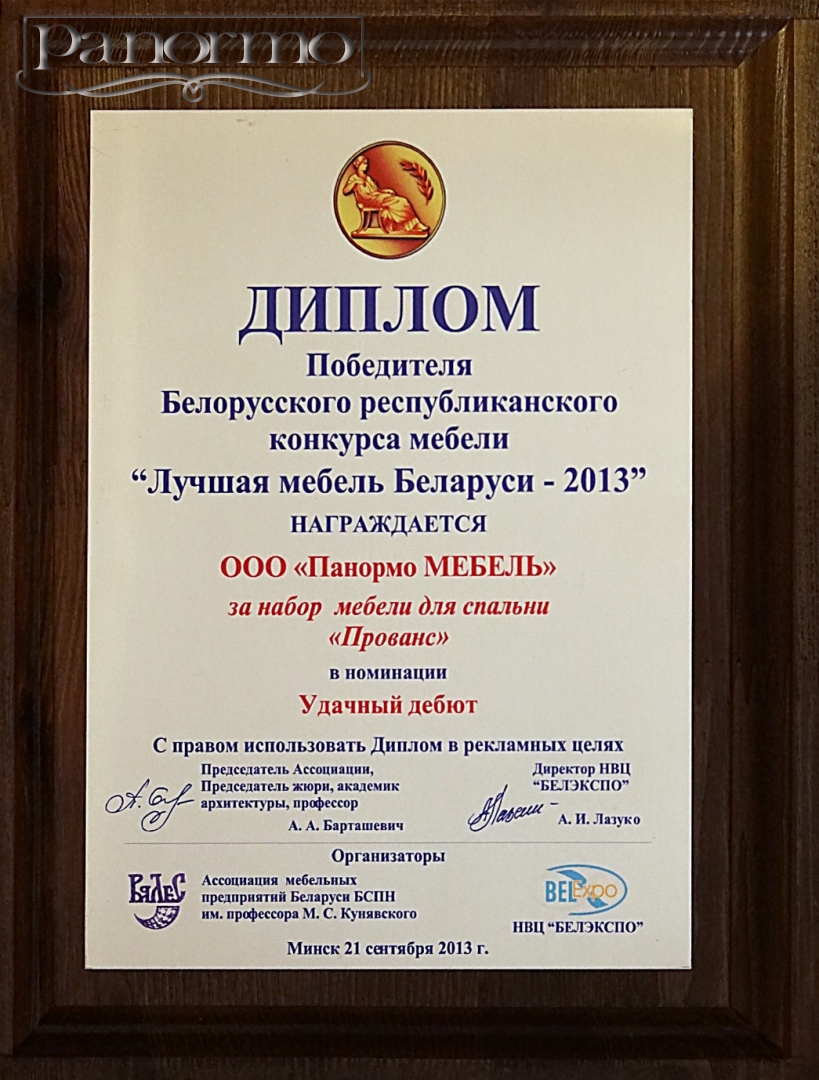 Panormo
ДИПЛОМ
Победителя
Белорусского республиканского
конкурса мебели
“Лучшая мебель Беларуси - 2013”
НАГРАЖДАЕТСЯ
ООО «Панормо МЕБЕЛЬ»
за набор мебели для спальни
«Прованс»
в номинации
Удачный дебют
С правом использовать Диплом в рекламных целях
Председатель Ассоциации,
Председатель жюри, академик
архитектуры, профессор
А. А. Барташевич
Директор НВЦ
“БЕЛЭКСПО”
А. И. Лазуко
Организаторы
Вялес
Ассоциация мебельных
предприятий Беларуси БСПН
им. профессора М. С. Кунявского
BELExpo
НВЦ “БЕЛЭКСПО”
Минск 21 сентября 2013 г.